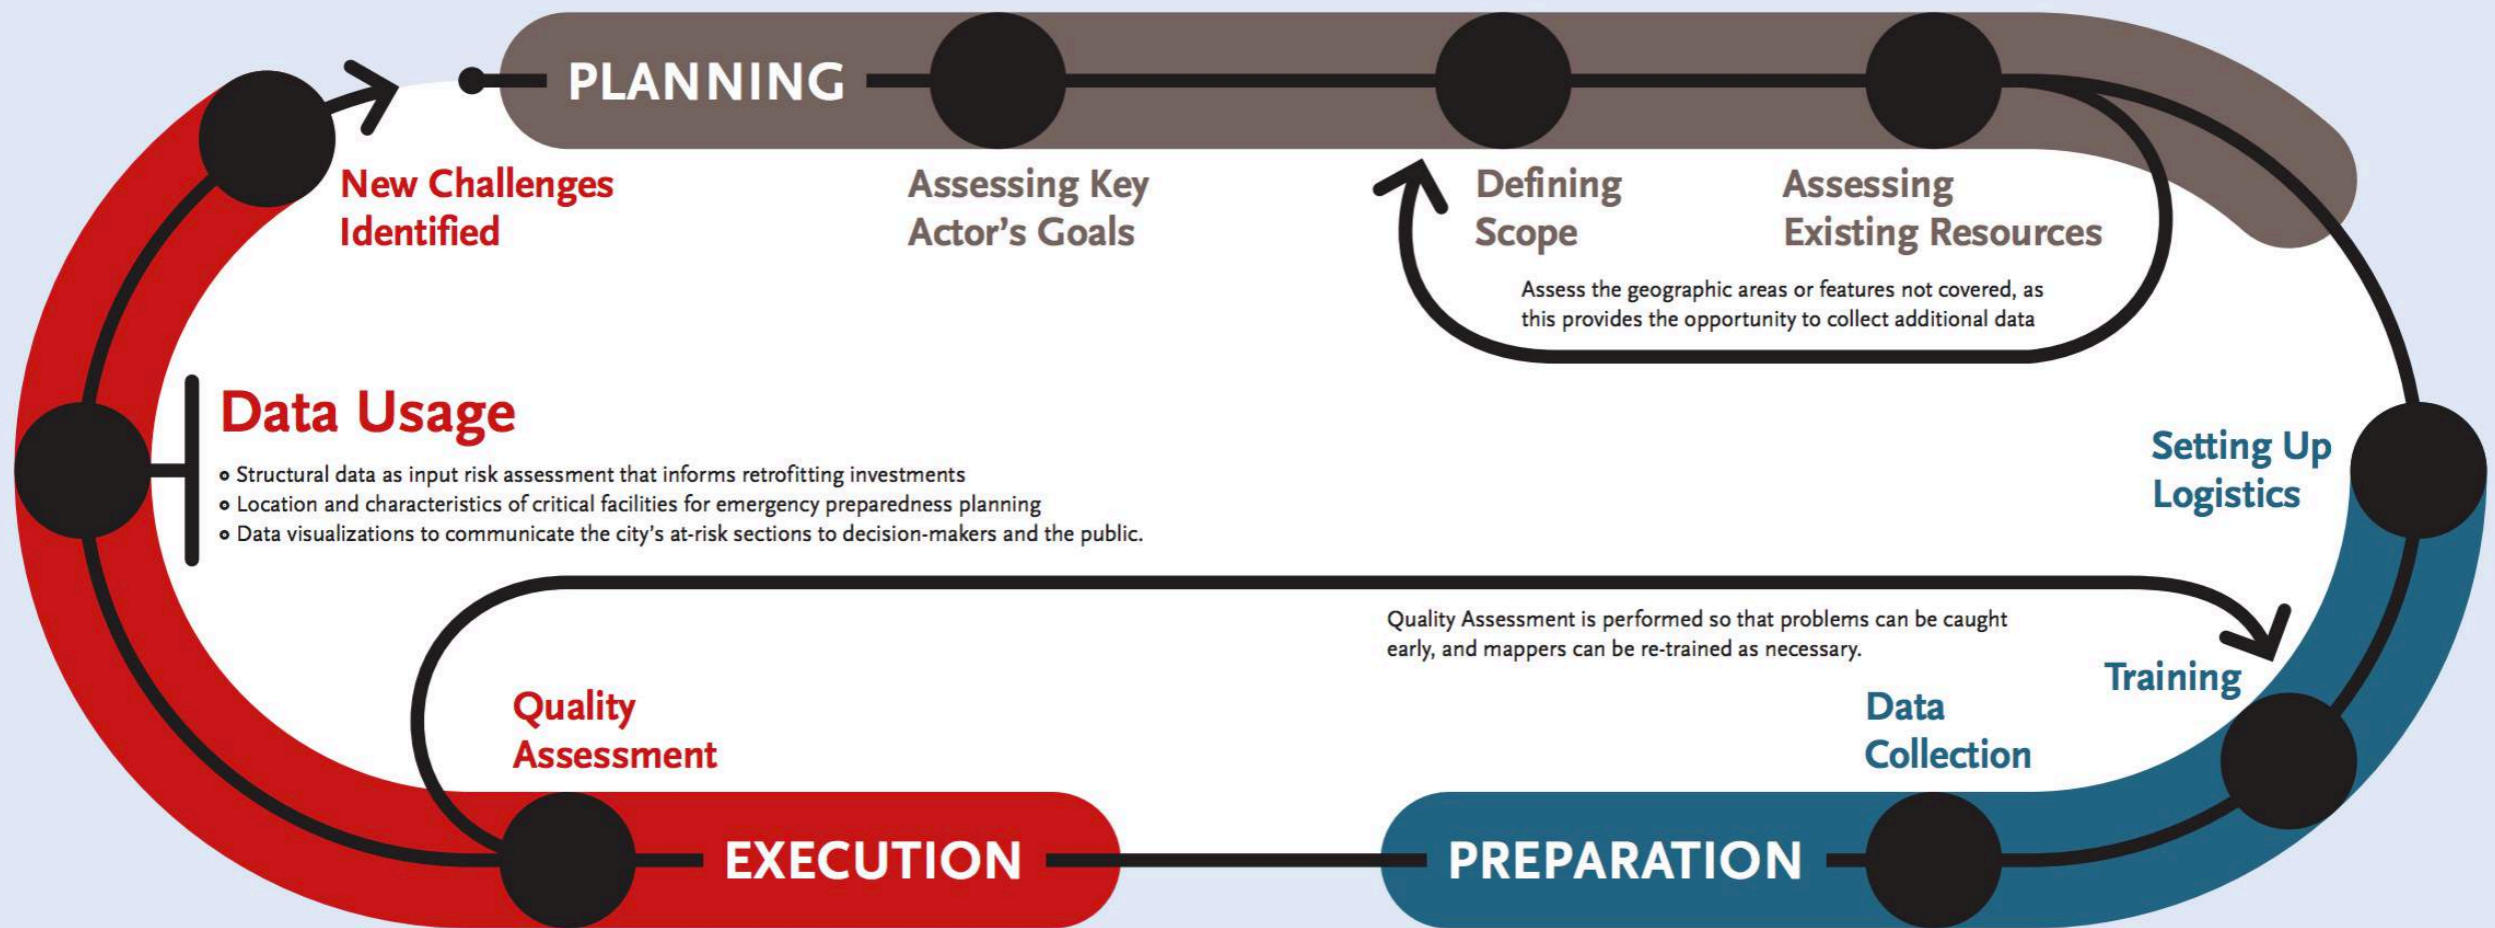 PLANNING
New Challenges
Identified
Assessing Key
Actor’s Goals
Defining
Scope
Assessing
Existing Resources
Assess the geographic areas or features not covered, as
this provides the opportunity to collect additional data
Data Usage
Structural data as input risk assessment that informs retrofitting investments
Location and characteristics of critical facilities for emergency preparedness planning
Data visualizations to communicate the city’s at-risk sections to decision-makers and the public.
Setting Up
Logistics
Quality Assessment is performed so that problems can be caught
early, and mappers can be re-trained as necessary.
Training
Data
Collection
Quality
Assessment
EXECUTION
PREPARATION